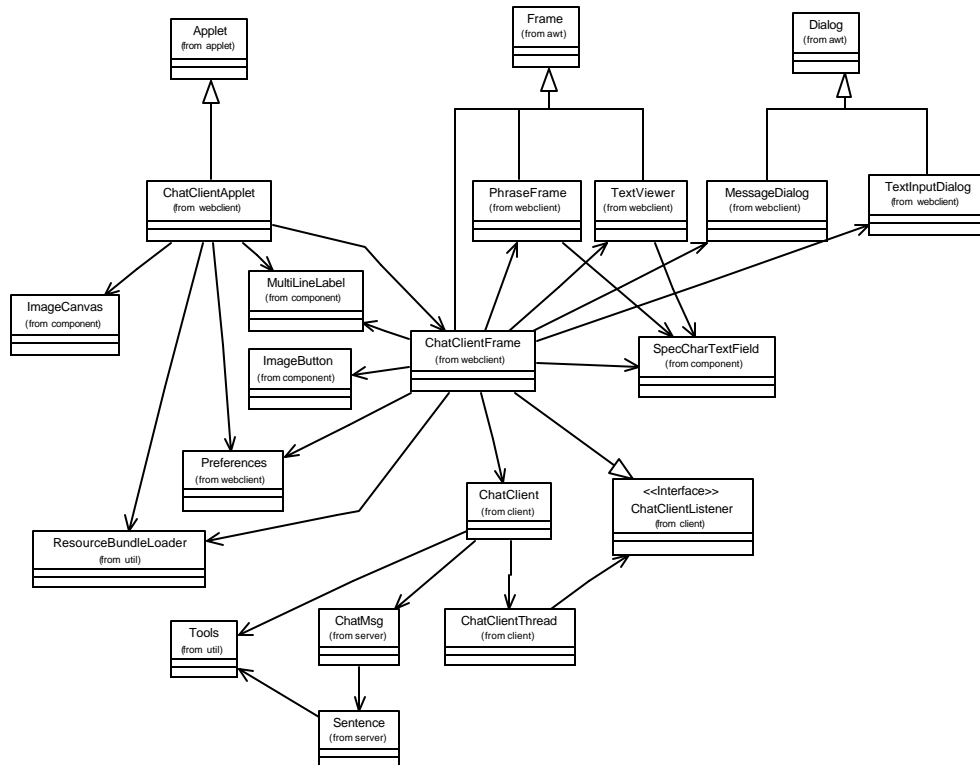 Applet
(from applet)
Frame
(from awt)
Dialog
(from awt)
ChatClientApplet
(from webclient)
PhraseFrame
(from webclient)
TextViewer
(from webclient)
MessageDialog
(from webclient)
TextInputDialog
(from webclient)
ImageCanvas
(from component)
MultiLineLabel
(from component)
ChatClientFrame
(from webclient)
SpecCharTextField
(from component)
ImageButton
(from component)
Preferences
(from webclient)
ChatClient
(from client)
<<Interface>>
ChatClientListener
(from client)
ResourceBundleLoader
(from util)
Tools
(from util)
ChatMsg
(from server)
ChatClientThread
(from client)
Sentence
(from server)